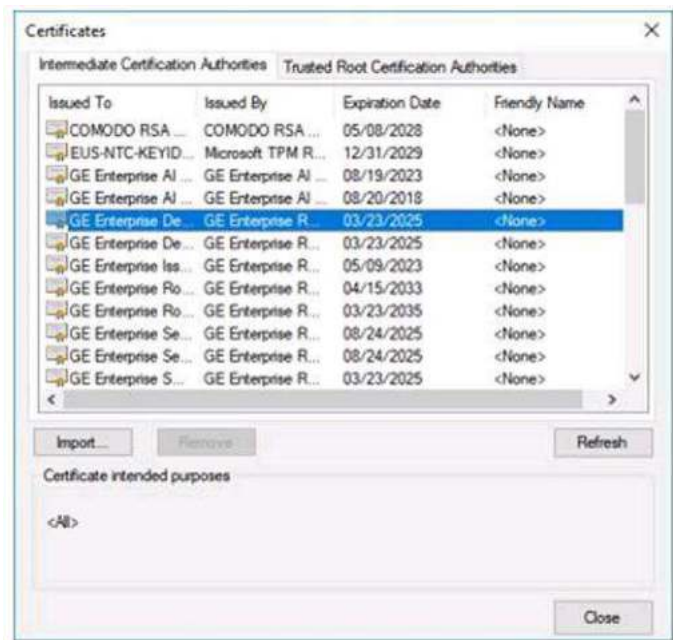 Certificates
Intermediate Certification Authorities Trusted Root Certification Authorities
Issued To Issued By Expiration Date Friendly Name
COMODO RSA ... COMODO RSA ... 05/08/2028 <None>
EUS-NTC-KEYID... Microsoft TPM R... 12/31/2029 <None>
GE Enterprise AI ... GE Enterprise AI ... 08/19/2023 <None>
GE Enterprise AI ... GE Enterprise AI ... 08/20/2018 <None>
GE Enterprise De... GE Enterprise R... 03/23/2025 <None>
GE Enterprise De... GE Enterprise R... 03/23/2025 <None>
GE Enterprise Iss... GE Enterprise R... 05/09/2023 <None>
GE Enterprise Ro... GE Enterprise R... 04/15/2033 <None>
GE Enterprise Ro... GE Enterprise R... 03/23/2035 <None>
GE Enterprise Se... GE Enterprise R... 08/24/2025 <None>
GE Enterprise Se... GE Enterprise R... 08/24/2025 <None>
GE Enterprise S... GE Enterprise R... 03/23/2025 <None>
Import... Remove Refresh
Certificate intended purposes
<All>
Close